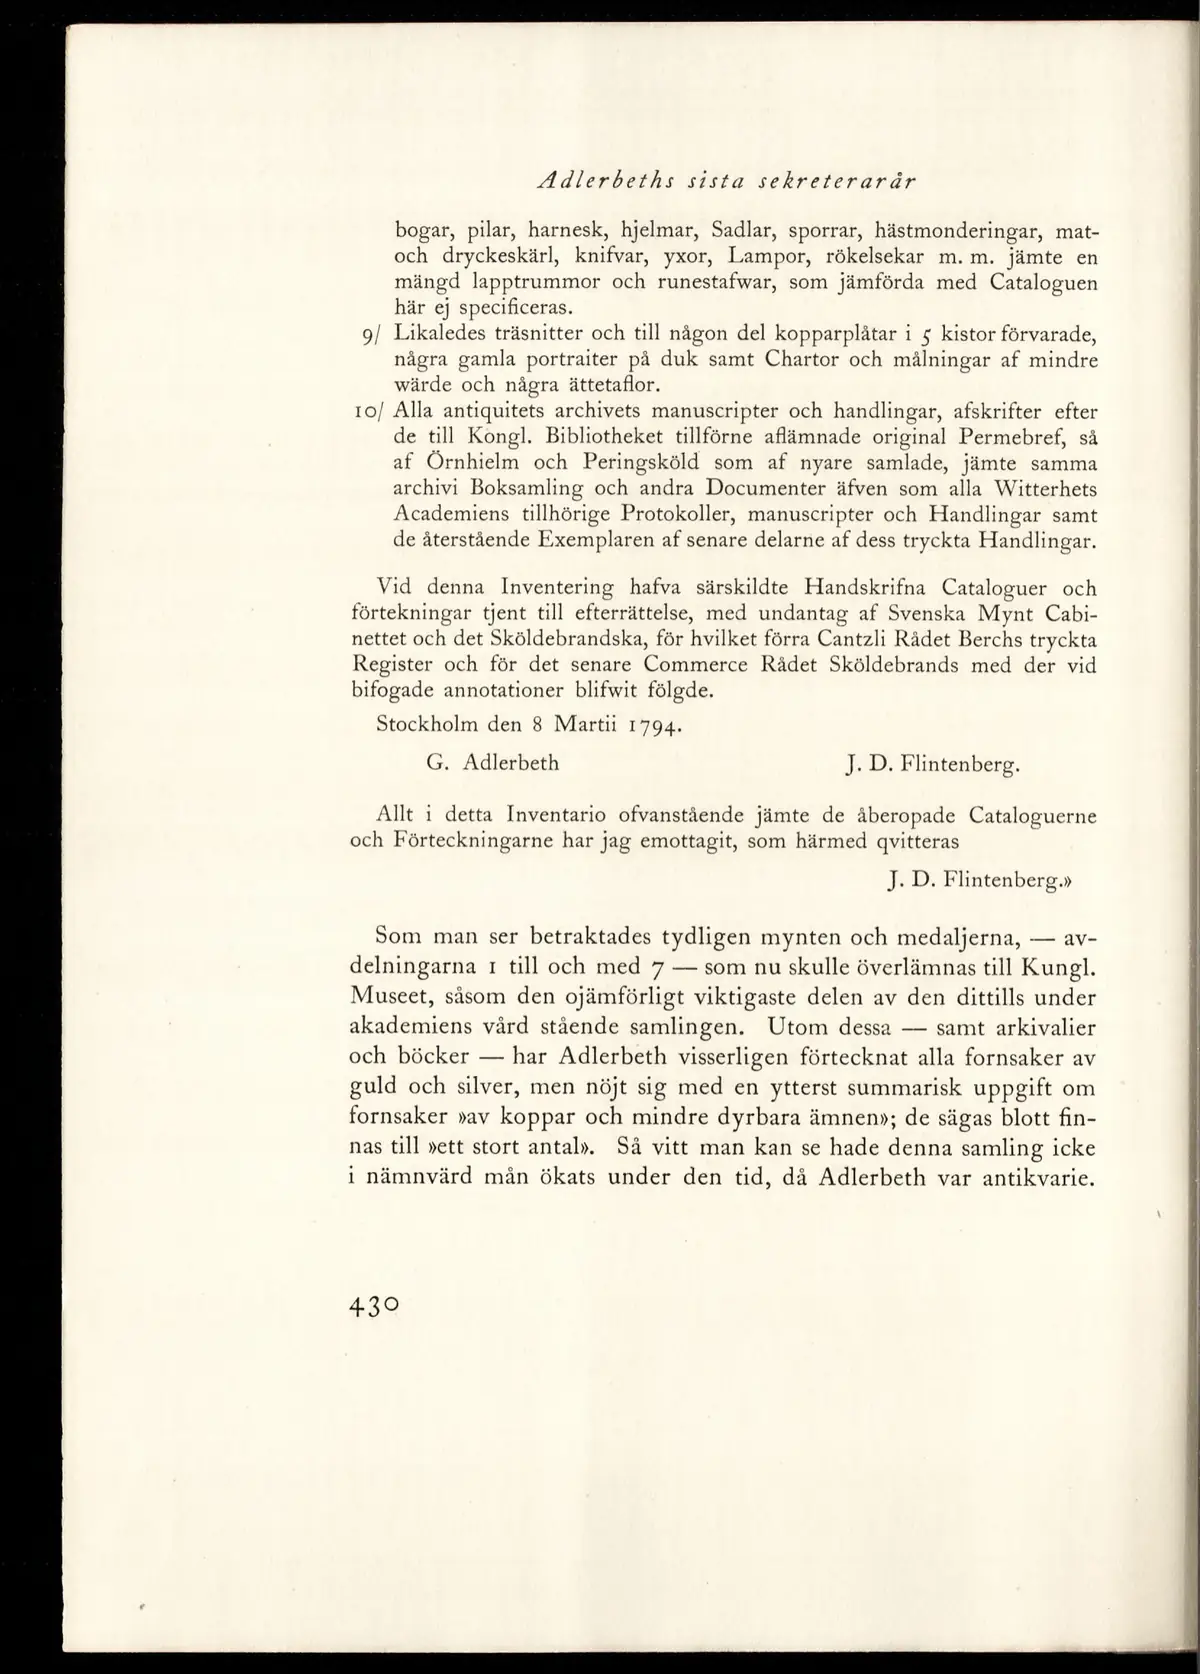 Adlerbeths sista sekreterarår
bogar, pilar, harnesk, hjelmar, Sadlar, sporrar, hästmonderingar, mat-
och dryckeskärl, knifvar, yxor, Lampor, rökelsekar m. m. jämte en
mängd lapptrummor och runestafwar, som jämförda med Cataloguen
här ej specificeras.
9/ Likaledes träsnitter och till någon del kopparplåtar i 5 kistor förvarade,
några gamla portraiter på duk samt Chartor och målningar af mindre
wärde och några ättetaflor.
10/ Alla antiquitets archivets manuscripter och handlingar, afskrifter efter
de till Kongl. Bibliotheket tillförne aflämnade original Permebref, så
af Örnhielm och Peringsköld som af nyare samlade, jämte samma
archivi Boksamling och andra Documenter äfven som alla Witterhets
Academiens tillhörige Protokoller, manuscripter och Handlingar samt
de återstående Exemplaren af senare delarne af dess tryckta Handlingar.
Vid denna Inventering hafva särskildte Handskrifna Cataloguer och
förtekningar tjent till efterrättelse, med undantag af Svenska Mynt Cabi-
nettet och det Sköldebrandska, för hvilket förra Cantzli Rådet Berchs tryckta
Register och för det senare Commerce Rådet Sköldebrands med der vid
bifogade annotationer blifwit fölgde.
Stockholm den 8 Martii 1794.
G. Adlerbeth J. D. Flintenberg.
Allt i detta Inventario ofvanstående jämte de åberopade Cataloguerne
och Förteckningarne har jag emottagit, som härmed qvitteras
J. D. Flintenberg.»
Som man ser betraktades tydligen mynten och medaljerna, — av-
delningarna 1 till och med 7 — som nu skulle överlämnas till Kungl.
Museet, såsom den ojämförligt viktigaste delen av den dittills under
akademiens vård stående samlingen. Utom dessa — samt arkivalier
och böcker — har Adlerbeth visserligen förtecknat alla fornsaker av
guld och silver, men nöjt sig med en ytterst summarisk uppgift om
fornsaker »av koppar och mindre dyrbara ämnen»; de sägas blott fin-
nas till »ett stort antal». Så vitt man kan se hade denna samling icke
i nämnvärd mån ökats under den tid, då Adlerbeth var antikvarie.
430